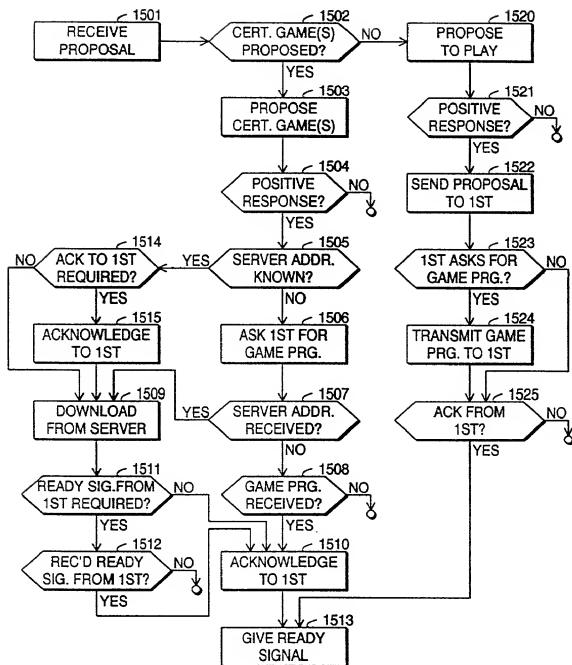 1501
RECEIVE
PROPOSAL
1502
CERT. GAME(S)
PROPOSED?
NO
YES
1520
PROPOSE
TO PLAY
1503
PROPOSE
CERT. GAME(S)
1521
POSITIVE
RESPONSE?
NO
YES
1504
POSITIVE
RESPONSE?
NO
YES
1522
SEND PROPOSAL
TO 1ST
1514
ACK TO 1ST
REQUIRED?
NO
YES
1505
SERVER ADDR.
KNOWN?
YES
NO
1523
1ST ASKS FOR
GAME PRG.?
NO
YES
1515
ACKNOWLEDGE
TO 1ST
1506
ASK 1ST FOR
GAME PRG.
1524
TRANSMIT GAME
PRG. TO 1ST
1509
DOWNLOAD
FROM SERVER
1507
SERVER ADDR.
RECEIVED?
YES
NO
1525
ACK FROM
1ST?
NO
YES
1511
READY SIG.FROM
1ST REQUIRED?
NO
YES
1508
GAME PRG.
RECEIVED?
NO
YES
1512
REC'D READY
SIG. FROM 1ST?
NO
YES
1510
ACKNOWLEDGE
TO 1ST
1513
GIVE READY
SIGNAL